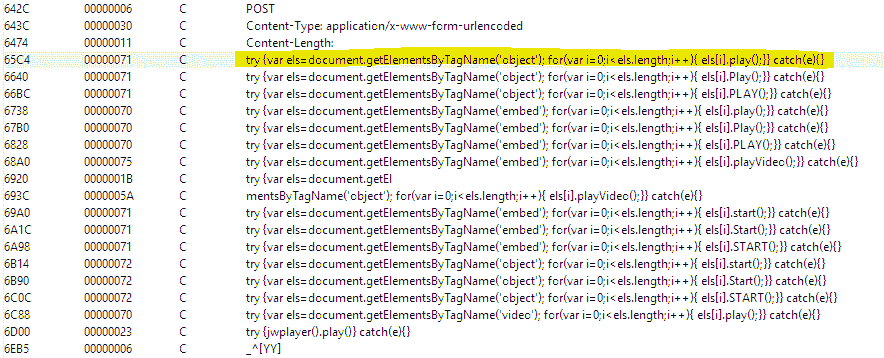 642C 00000006 C POST
643C 00000030 C Content-Type: application/x-www-form-urlencoded
6474 00000011 C Content-Length:
65C4 00000071 C try {var els=document.getElementsByTagName('object'); for(var i=0;i<els.length;i++){ els[i].play();}} catch(e){}
6640 00000071 C try {var els=document.getElementsByTagName('object'); for(var i=0;i<els.length;i++){ els[i].Play();}} catch(e){}
66BC 00000071 C try {var els=document.getElementsByTagName('object'); for(var i=0;i<els.length;i++){ els[i].PLAY();}} catch(e){}
6738 00000070 C try {var els=document.getElementsByTagName('embed'); for(var i=0;i<els.length;i++){ els[i].play();}} catch(e){}
67B0 00000070 C try {var els=document.getElementsByTagName('embed'); for(var i=0;i<els.length;i++){ els[i].Play();}} catch(e){}
6828 00000070 C try {var els=document.getElementsByTagName('embed'); for(var i=0;i<els.length;i++){ els[i].PLAY();}} catch(e){}
68A0 00000075 C try {var els=document.getElementsByTagName('embed'); for(var i=0;i<els.length;i++){ els[i].playVideo();}} catch(e){}
6920 0000001B C try {var els=document.getEl
693C 0000005A C mentsByTagName('object'); for(var i=0;i<els.length;i++){ els[i].playVideo();}} catch(e){}
69A0 00000071 C try {var els=document.getElementsByTagName('embed'); for(var i=0;i<els.length;i++){ els[i].start();}} catch(e){}
6A1C 00000071 C try {var els=document.getElementsByTagName('embed'); for(var i=0;i<els.length;i++){ els[i].Start();}} catch(e){}
6A98 00000071 C try {var els=document.getElementsByTagName('embed'); for(var i=0;i<els.length;i++){ els[i].START();}} catch(e){}
6B14 00000072 C try {var els=document.getElementsByTagName('object'); for(var i=0;i<els.length;i++){ els[i].start();}} catch(e){}
6B90 00000072 C try {var els=document.getElementsByTagName('object'); for(var i=0;i<els.length;i++){ els[i].Start();}} catch(e){}
6C0C 00000072 C try {var els=document.getElementsByTagName('object'); for(var i=0;i<els.length;i++){ els[i].START();}} catch(e){}
6C88 00000070 C try {var els=document.getElementsByTagName('video'); for(var i=0;i<els.length;i++){ els[i].play();}} catch(e){}
6D00 00000023 C try {jwplayer().play()} catch(e){}
6EB5 00000006 C _^[YY]